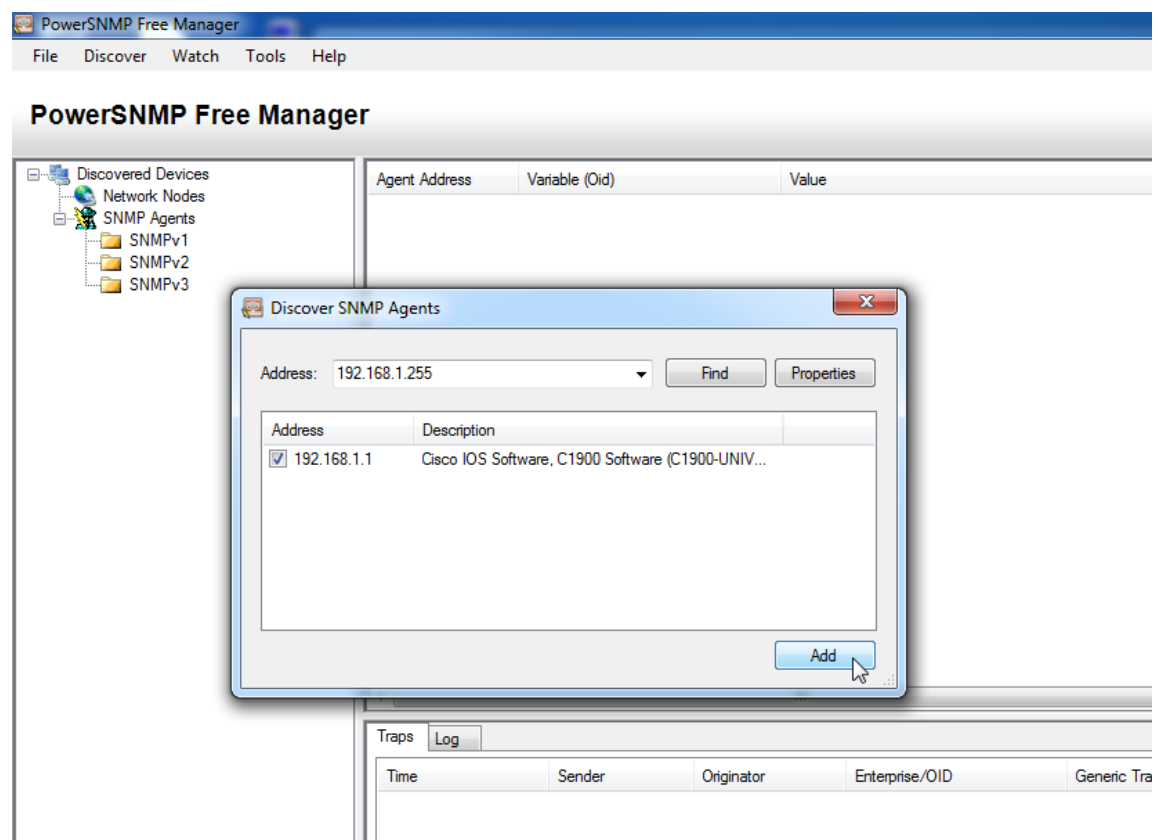 PowerSNMP Free Manager
File Discover Watch Tools Help
PowerSNMP Free Manager
Discovered Devices
Network Nodes
SNMP Agents
SNMPv1
SNMPv2
SNMPv3
Agent Address Variable (Oid) Value
Discover SNMP Agents
Address: 192.168.1.255 Find Properties
Address Description
192.168.1.1 Cisco IOS Software, C1900 Software (C1900-UNIV...
Add
Traps Log
Time Sender Originator Enterprise/OID Generic Tra